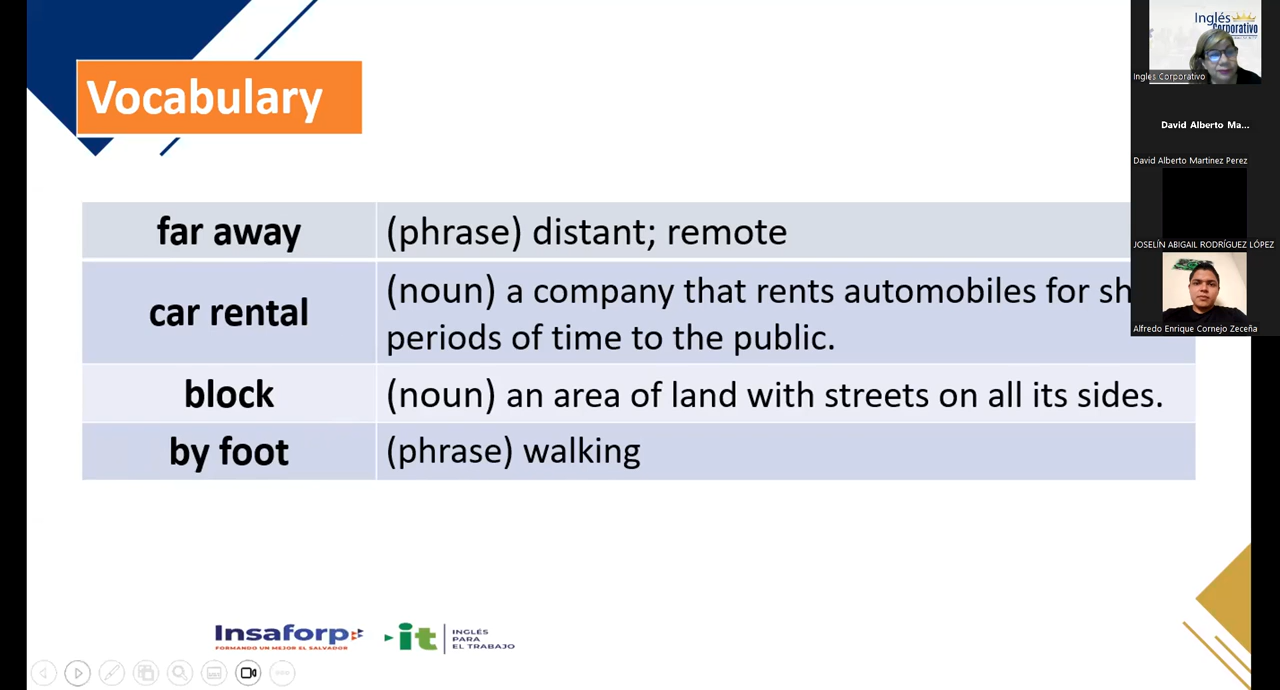 Vocabulary
far away
(phrase) distant; remote
car rental
(noun) a company that rents automobiles for sh
periods of time to the public.
block
(noun) an area of land with streets on all its sides.
by foot
(phrase) walking
Insaforp
FORMANDO UN MEJOR EL SALVADOR
it
INGLÉS
PARA
EL TRABAJO
Inglés
Corporativo
Ingles Corporativo
David Alberto Ma...
David Alberto Martinez Perez
JOSELÍN ABIGAIL RODRÍGUEZ LÓPEZ
Alfredo Enrique Cornejo Zeceña